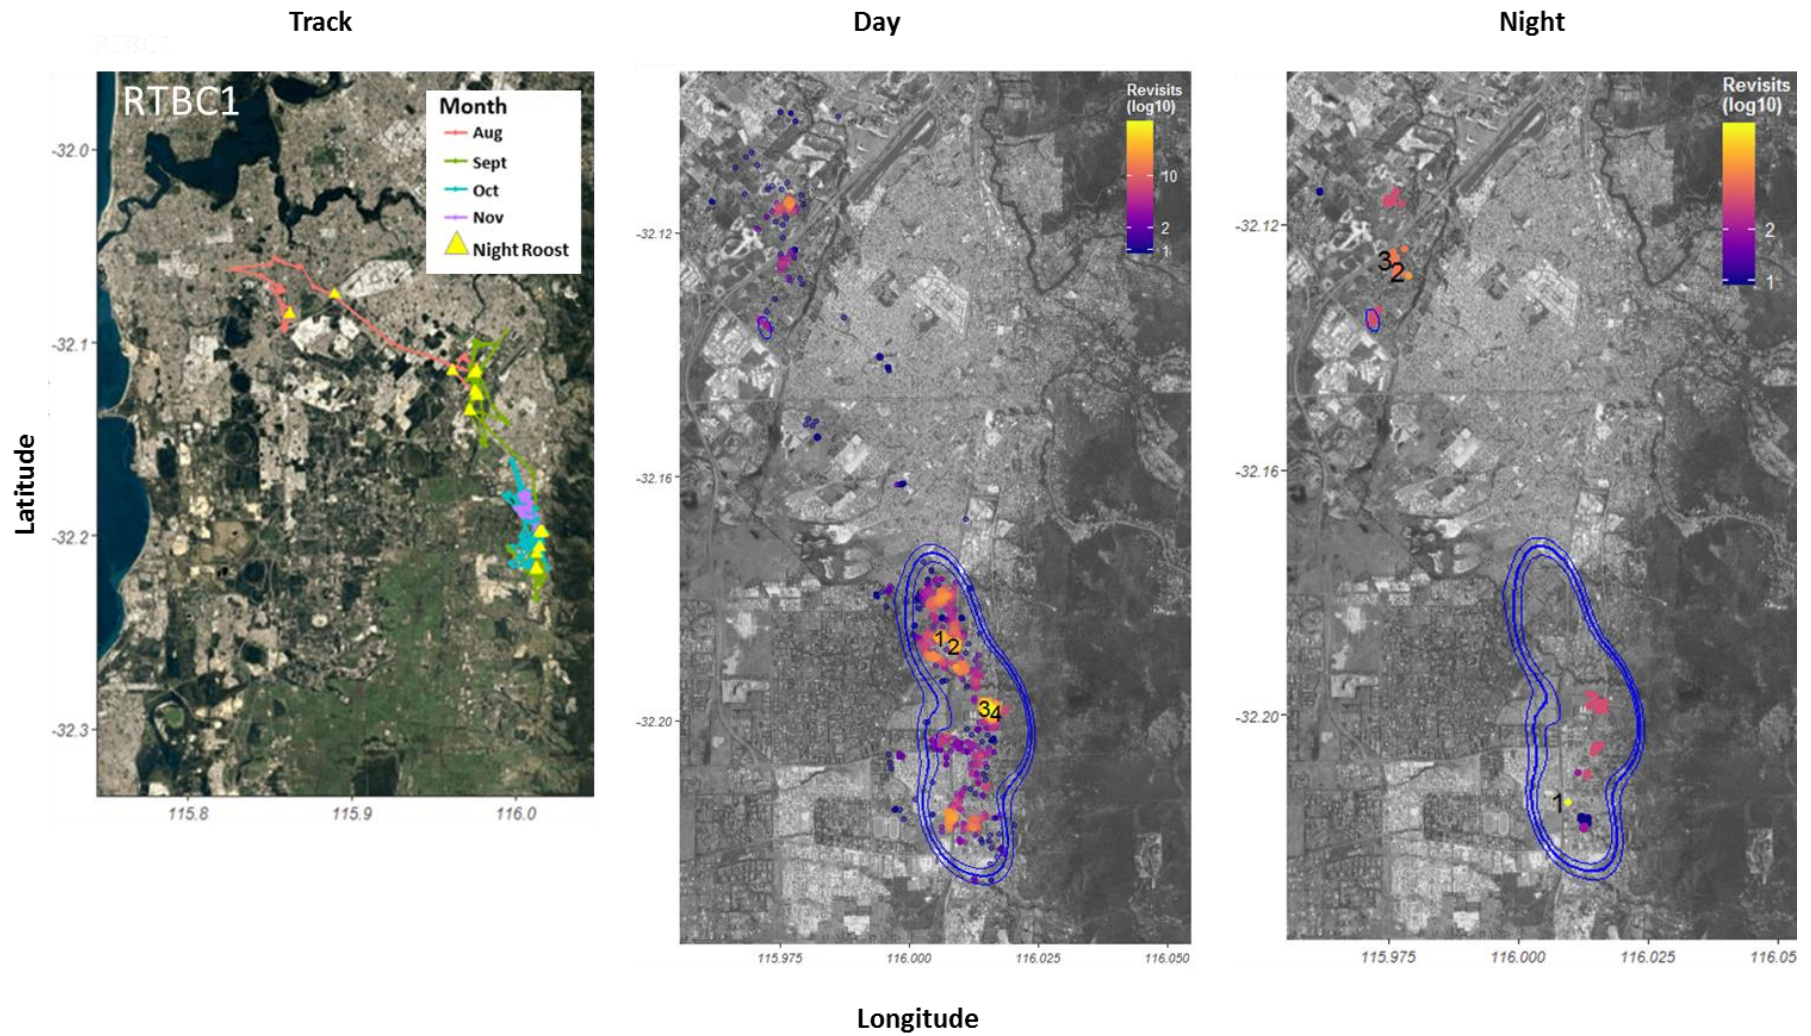 Track
Day
Night
RTBC1
Month
Aug
Sept
Oct
Nov
Night Roost
-32.0
-32.1
-32.2
-32.3
115.8
115.9
116.0
Latitude
Revisits
(log10)
10
2
1
1
2
3
4
-32.12
-32.16
-32.20
115.975
116.000
116.025
116.050
Revisits
(log10)
2
1
3
2
1
-32.12
-32.16
-32.20
115.975
116.000
116.025
116.05
Longitude